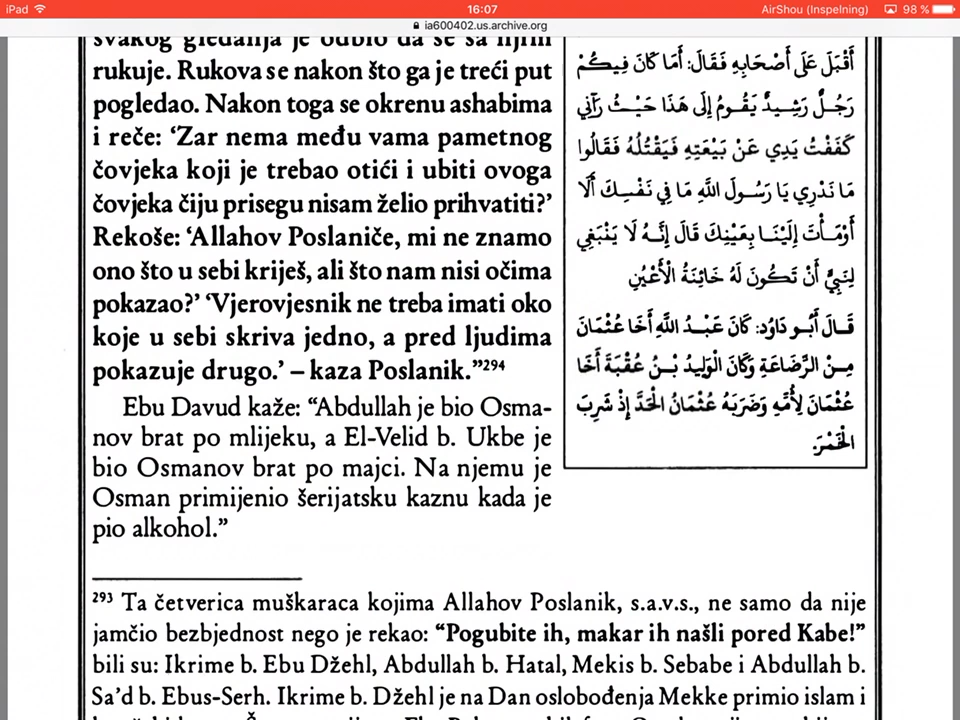 iPad
16:07
AirShou (Inspelning)
98 %
ia600402.us.archive.org
svakog gledanja je odbio da se sa njim
rukuje. Rukova se nakon što ga je treći put
pogledao. Nakon toga se okrenu ashabima
i reče: ‘Zar nema među vama pametnog
čovjeka koji je trebao otići i ubiti ovoga
čovjeka čiju prisegu nisam želio prihvatiti?’
Rekoše: ‘Allahov Poslaniče, mi ne znamo
ono što u sebi kriješ, ali što nam nisi očima
pokazao?’ ‘Vjerovjesnik ne treba imati oko
koje u sebi skriva jedno, a pred ljudima
pokazuje drugo.’ – kaza Poslanik.”²⁹⁴
Ebu Davud kaže: “Abdullah je bio Osma-
nov brat po mlijeku, a El-Velid b. Ukbe je
bio Osmanov brat po majci. Na njemu je
Osman primijenio šerijatsku kaznu kada je
pio alkohol.”
أَقْبَلَ عَلَى أَصْحَابِهِ فَقَالَ: أَمَا كَانَ فِيكُمْ
رَجُلٌ رَشِيدٌ يَقُومُ إِلَى هَذَا حَيْثُ رَآنِي
كَفَفْتُ يَدِي عَنْ بَيْعَتِهِ فَيَقْتُلُهُ فَقَالُوا
مَا نَدْرِي يَا رَسُولَ اللَّهِ مَا فِي نَفْسِكَ أَلَا
أَوْمَأْتَ إِلَيْنَا بِعَيْنِكَ قَالَ إِنَّهُ لَا يَنْبَغِي
لِنَبِيٍّ أَنْ تَكُونَ لَهُ خَائِنَةُ الْأَعْيُنِ
قَالَ أَبُو دَاوُد: كَانَ عَبْدُ اللَّهِ أَخَا عُثْمَانَ
مِنْ الرَّضَاعَةِ وَكَانَ الْوَلِيدُ بْنُ عُقْبَةَ أَخَا
عُثْمَانَ لِأُمِّهِ وَضَرَبَهُ عُثْمَانُ الْحَدَّ إِذْ شَرِبَ
الْخَمْرَ.
²⁹³ Ta četverica muškaraca kojima Allahov Poslanik, s.a.v.s., ne samo da nije
jamčio bezbjednost nego je rekao: “Pogubite ih, makar ih našli pored Kabe!”
bili su: Ikrime b. Ebu Džehl, Abdullah b. Hatal, Mekis b. Sebabe i Abdullah b.
Sa’d b. Ebus-Serh. Ikrime b. Džehl je na Dan oslobođenja Mekke primio islam i